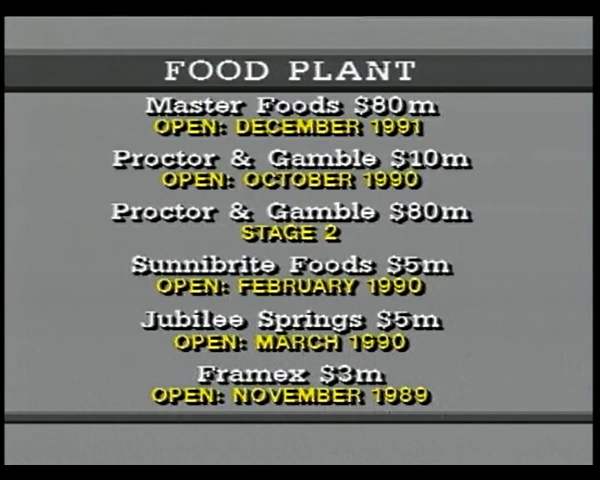 FOOD PLANT
Master Foods $80m
OPEN: DECEMBER 1991
Proctor & Gamble $10m
OPEN: OCTOBER 1990
Proctor & Gamble $80m
STAGE 2
Sunnibrite Foods $5m
OPEN: FEBRUARY 1990
Jubilee Springs $5m
OPEN: MARCH 1990
Framex $3m
OPEN: NOVEMBER 1989